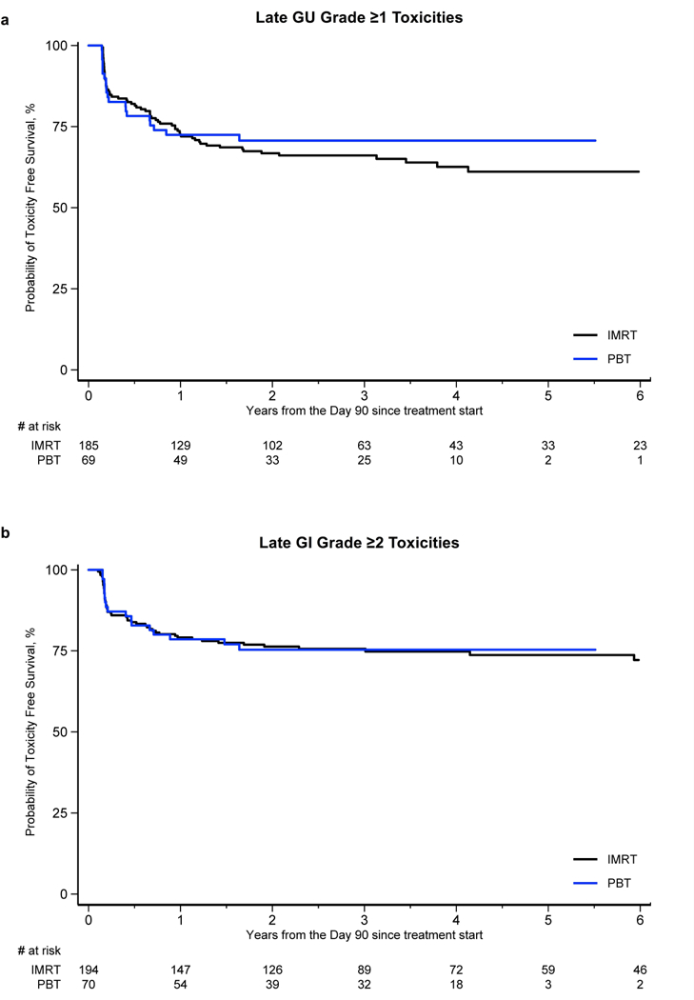 a
Late GU Grade ≥1 Toxicities
Probability of Toxicity Free Survival, %
100
75
50
25
0
IMRT
PBT
0 1 2 3 4 5 6
Years from the Day 90 since treatment start
# at risk
IMRT 185 129 102 63 43 33 23
PBT 69 49 33 25 10 2 1
b
Late GI Grade ≥2 Toxicities
Probability of Toxicity Free Survival, %
100
75
50
25
0
IMRT
PBT
0 1 2 3 4 5 6
Years from the Day 90 since treatment start
# at risk
IMRT 194 147 126 89 72 59 46
PBT 70 54 39 32 18 3 2